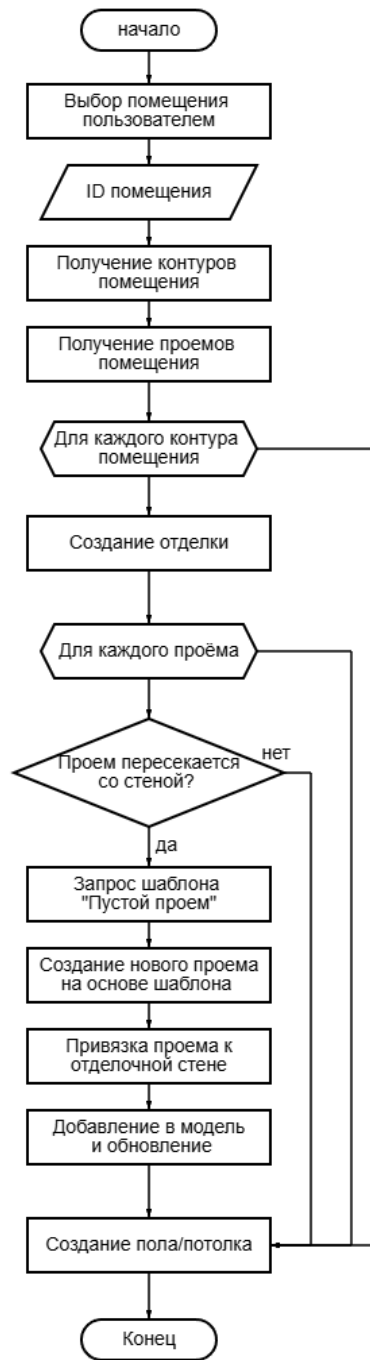 начало
Выбор помещения
пользователем
ID помещения
Получение контуров
помещения
Получение проемов
помещения
Для каждого контура
помещения
Создание отделки
Для каждого проёма
Проем пересекается
со стеной?
нет
да
Запрос шаблона
"Пустой проем"
Создание нового проема
на основе шаблона
Привязка проема к
отделочной стене
Добавление в модель
и обновление
Создание пола/потолка
Конец